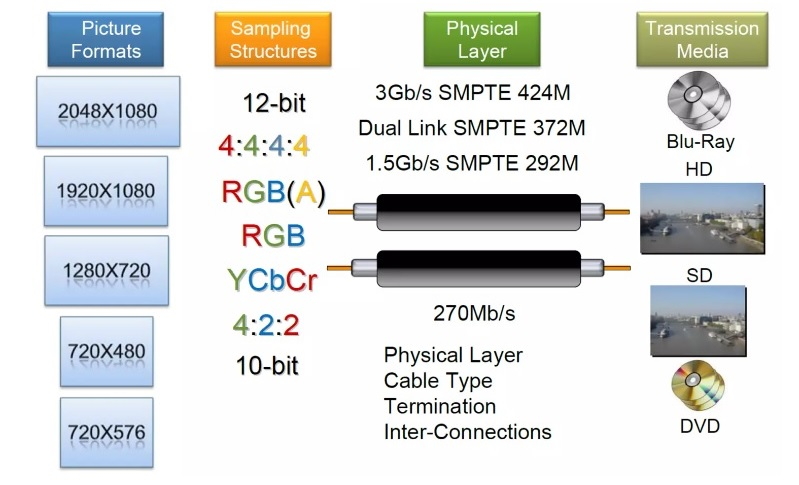 Picture
Formats
2048X1080
1920X1080
1280X720
720X480
720X576
Sampling
Structures
12-bit
4:4:4:4
RGB(A)
RGB
YCbCr
4:2:2
10-bit
Physical
Layer
3Gb/s SMPTE 424M
Dual Link SMPTE 372M
1.5Gb/s SMPTE 292M
270Mb/s
Physical Layer
Cable Type
Termination
Inter-Connections
Transmission
Media
Blu-Ray
HD
SD
DVD